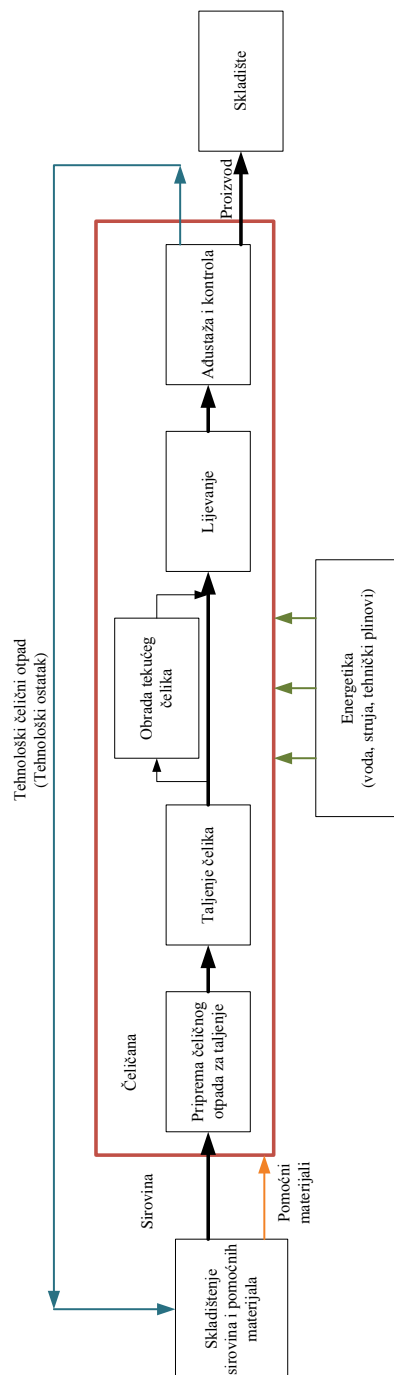 Tehnološki čelični otpad
(Tehnološki ostatak)
Čeličana
Sirovina
Skladištenje
sirovina i pomoćnih
materijala
Pomoćni
materijali
Priprema čeličnog
otpada za taljenje
Taljenje čelika
Obrada tekućeg
čelika
Lijevanje
Adustaža i kontrola
Proizvod
Skladište
Energetika
(voda, struja, tehnički plinovi)